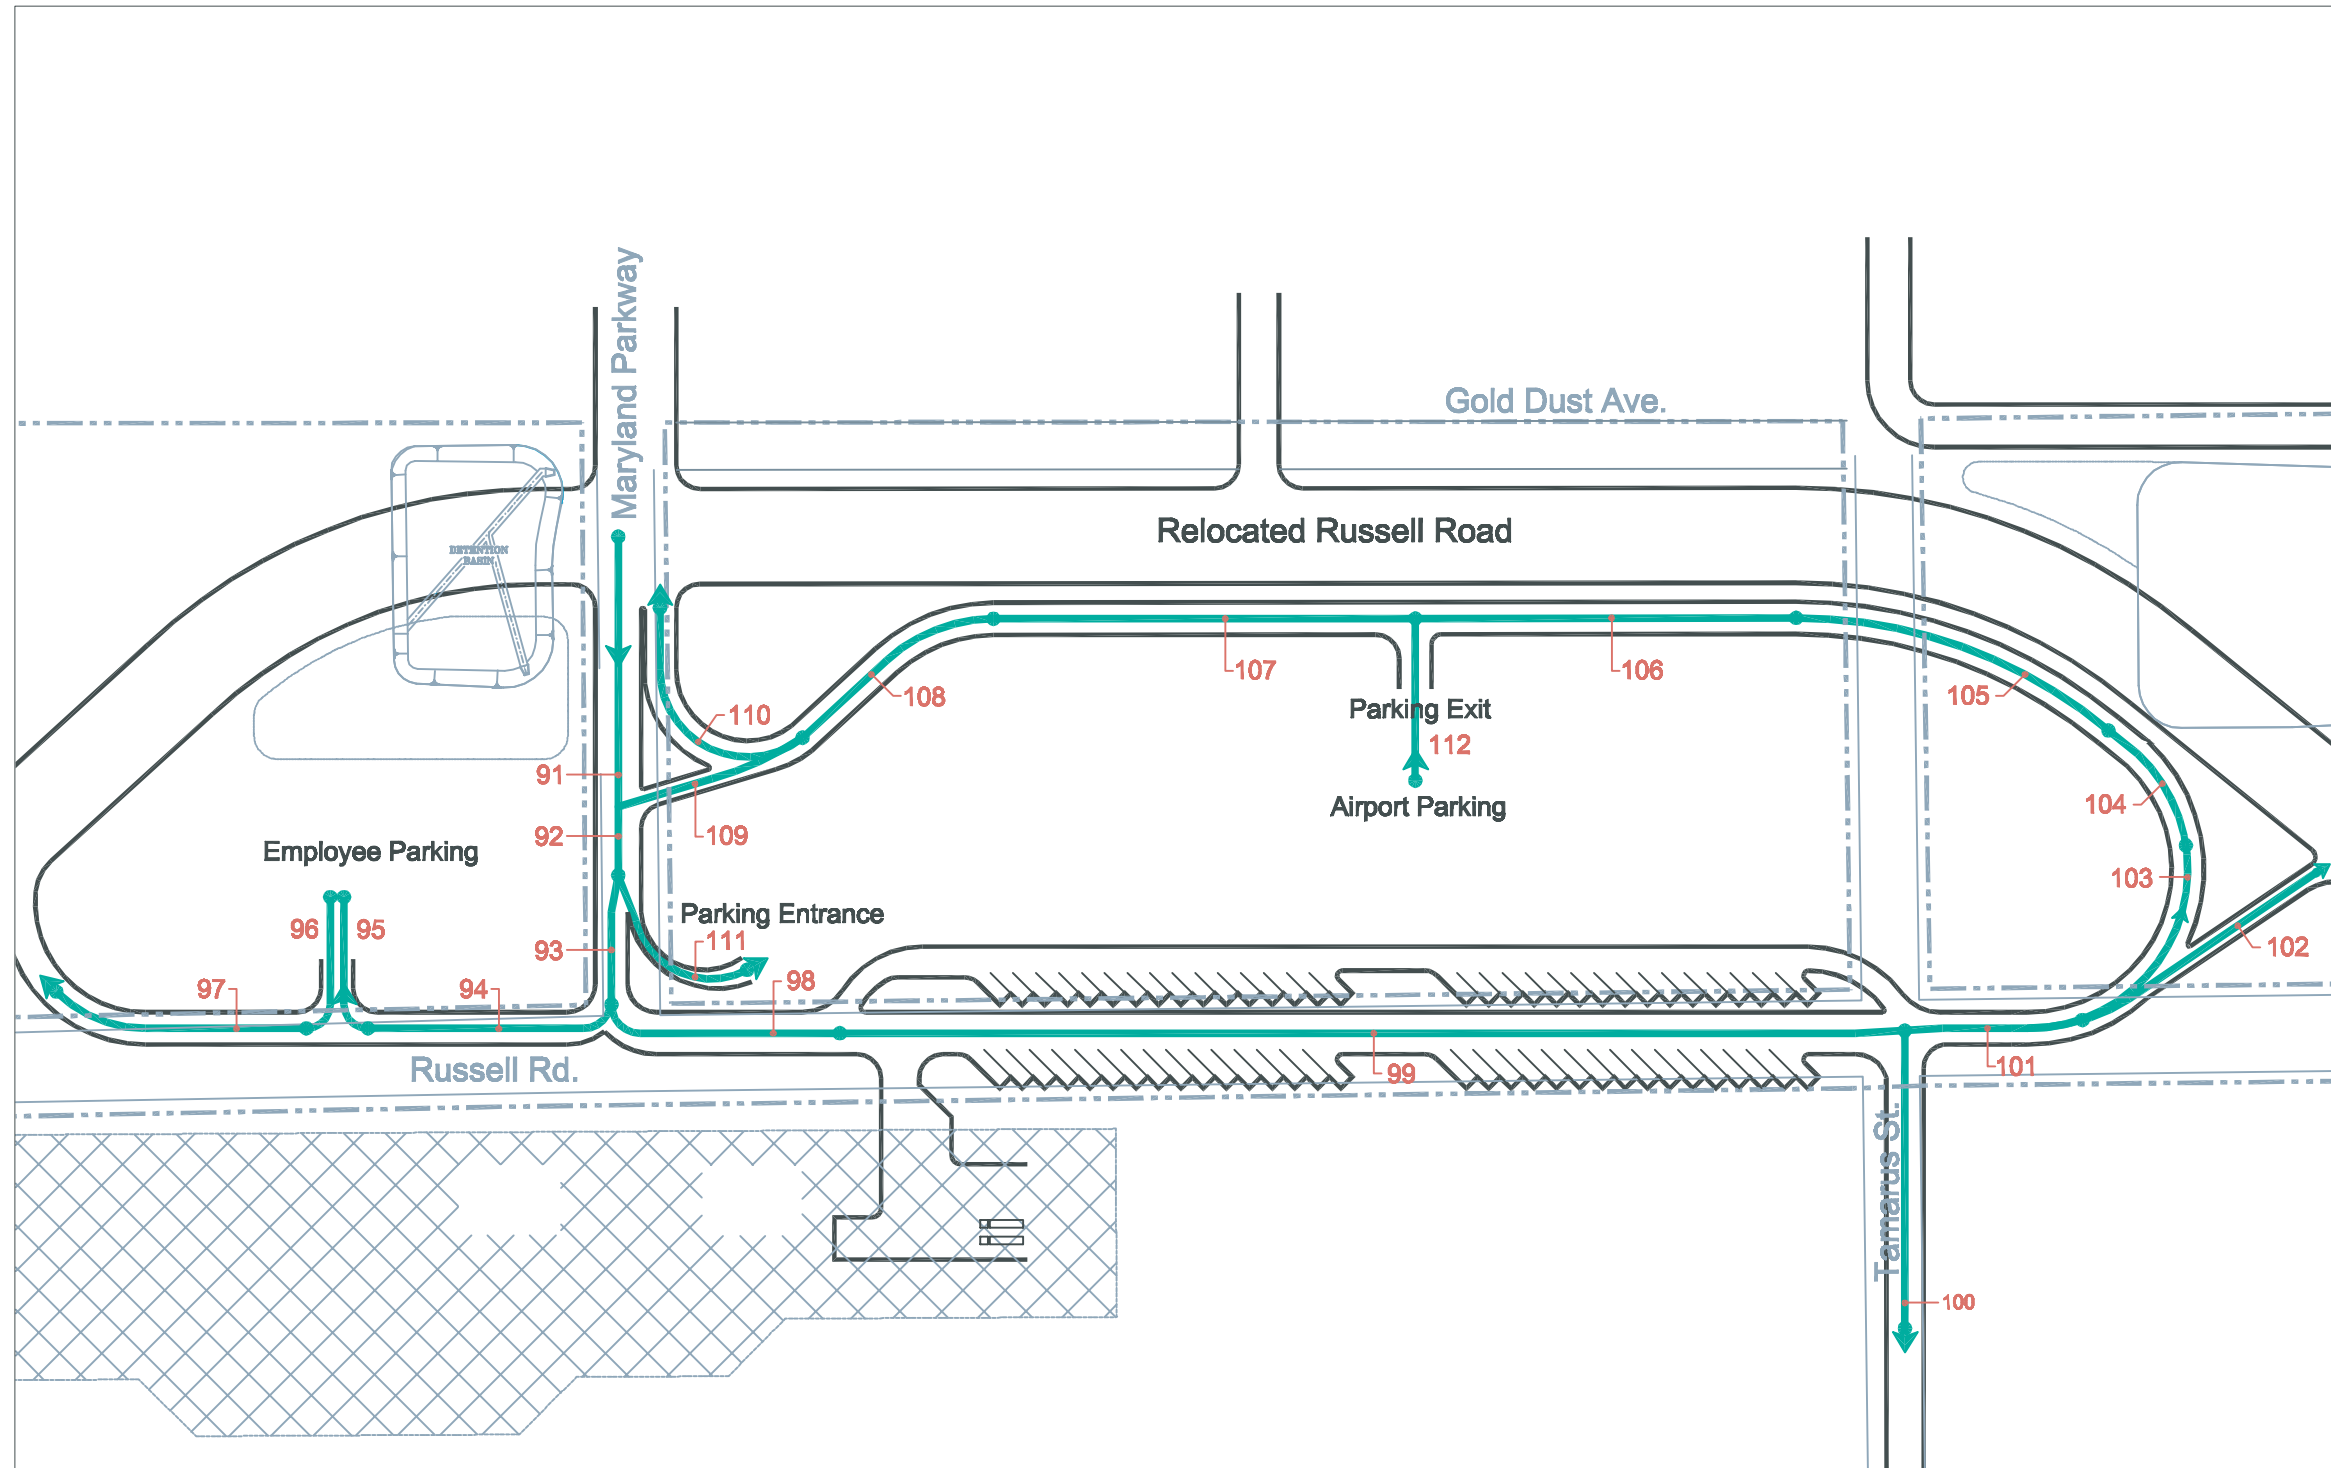 Maryland Parkway
Gold Dust Ave.
Relocated Russell Road
DETENTION
BASIN
107
106
105
108
Parking Exit
110
112
91
104
Airport Parking
92
109
Employee Parking
103
Parking Entrance
96
95
111
93
102
98
97
94
Russell Rd.
101
99
Tamarus St.
100